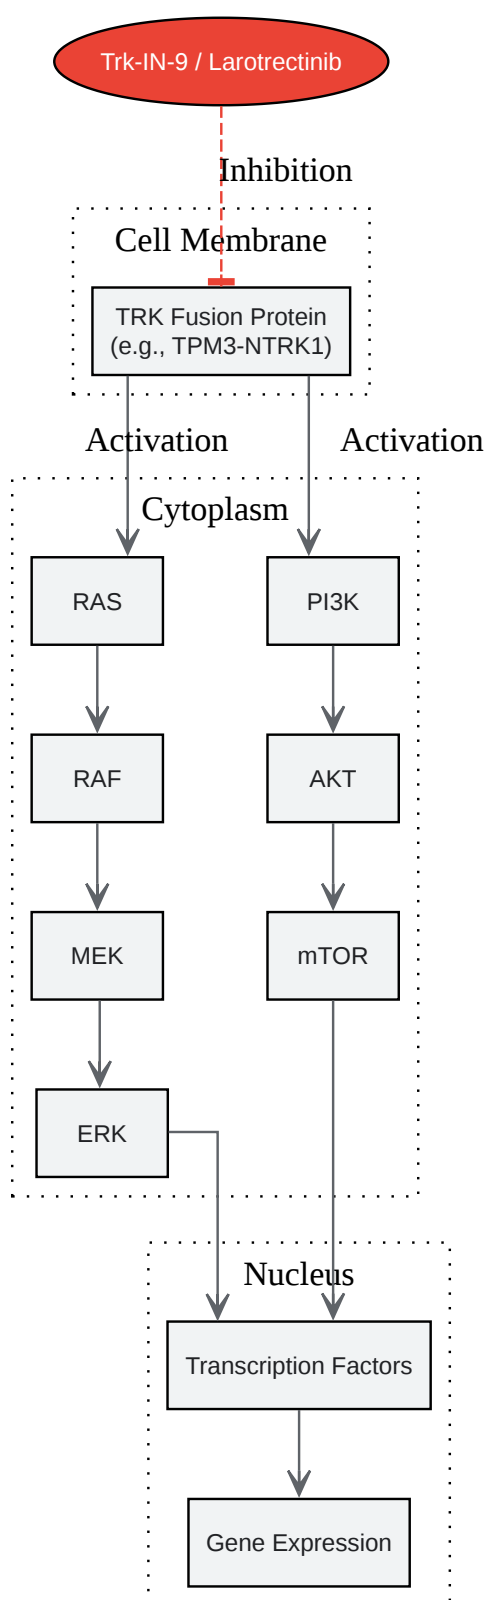 Trk-IN-9 / Larotrectinib
Inhibition
Cell Membrane
TRK Fusion Protein
(e.g., TPM3-NTRK1)
Activation
Activation
Cytoplasm
RAS
PI3K
RAF
AKT
MEK
mTOR
ERK
Nucleus
Transcription Factors
Gene Expression